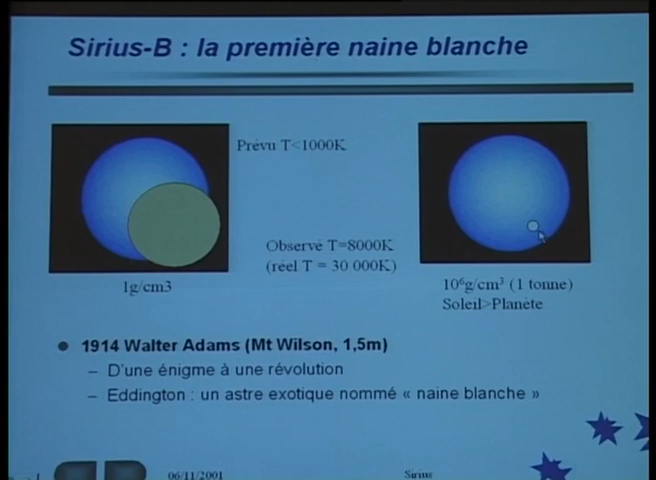 Sirius-B : la première naine blanche
Prévu T<1000K
Observé T=8000K
(réel T = 30 000K)
1g/cm3
10⁶g/cm³ (1 tonne)
Soleil>Planète
1914 Walter Adams (Mt Wilson, 1,5m)
– D'une énigme à une révolution
– Eddington : un astre exotique nommé « naine blanche »
06/11/2001
Sirius